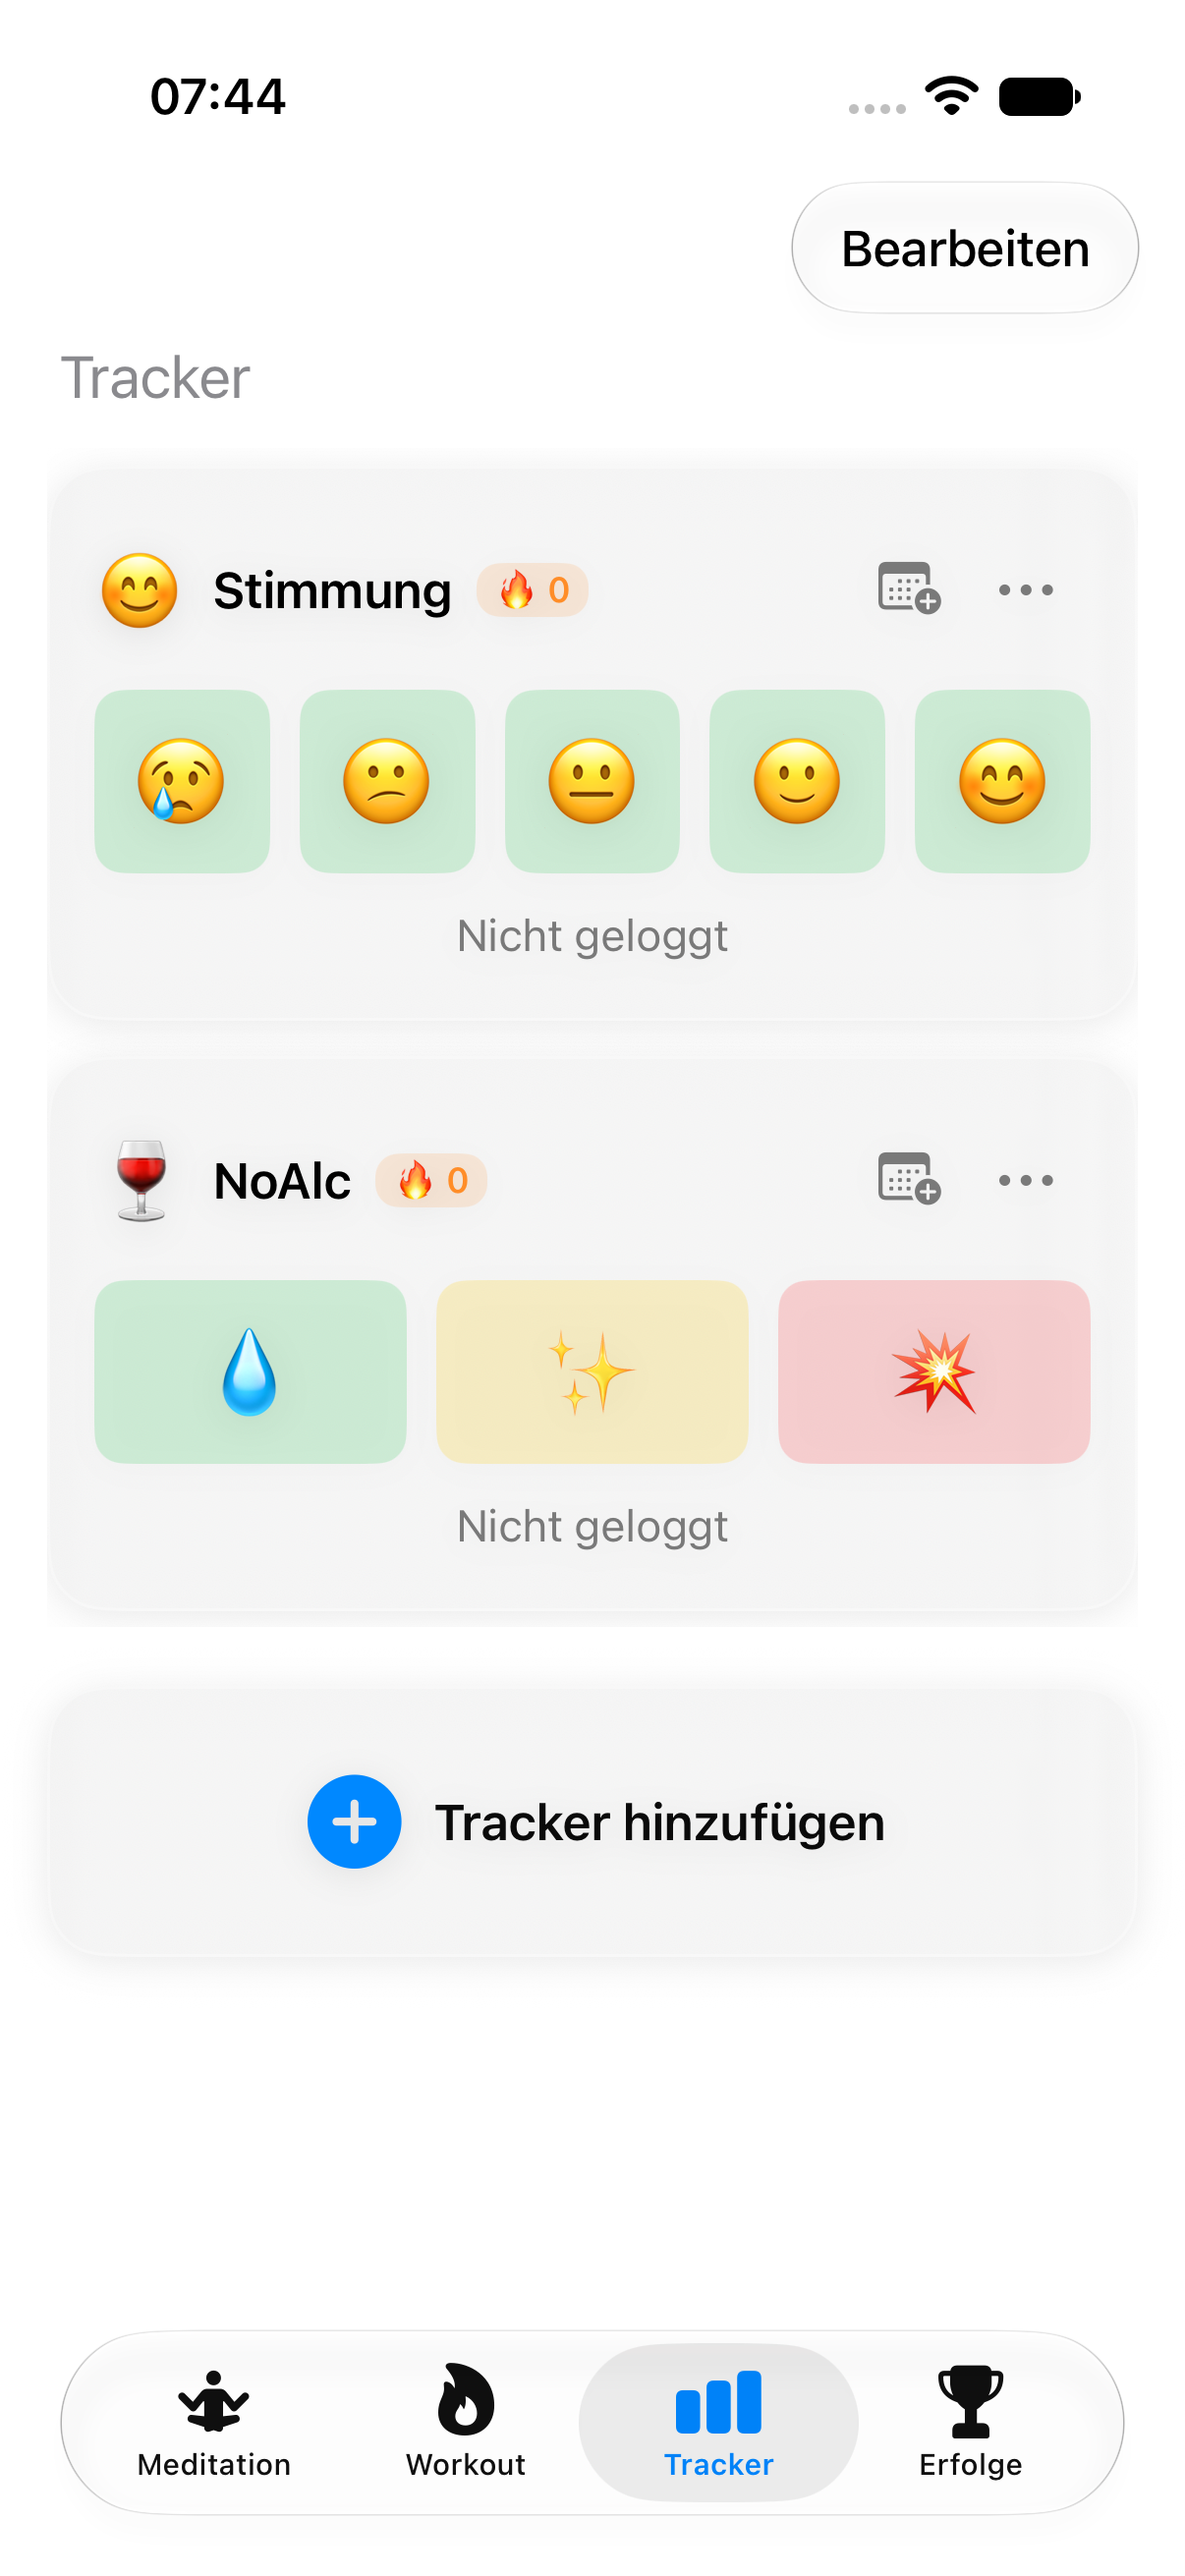 07:44
Bearbeiten
Tracker
Stimmung 🔥 0
Nicht geloggt
NoAlc 🔥 0
Nicht geloggt
Tracker hinzufügen
Meditation
Workout
Tracker
Erfolge